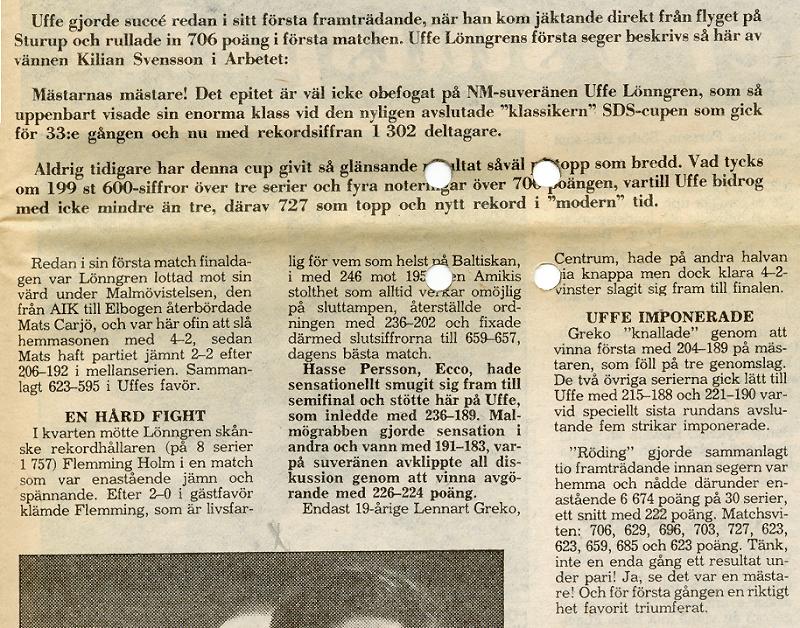 Uffe gjorde succé redan i sitt första framträdande, när han kom jäktande direkt från flyget på
Sturup och rullade in 706 poäng i första matchen. Uffe Lönngrens första seger beskrivs så här av
vännen Kilian Svensson i Arbetet:
Mästarnas mästare! Det epitet är väl icke obefogat på NM-suveränen Uffe Lönngren, som så
uppenbart visade sin enorma klass vid den nyligen avslutade ”klassikern” SDS-cupen som gick
för 33:e gången och nu med rekordsiffran 1 302 deltagare.
Aldrig tidigare har denna cup givit så glänsande resultat såväl på topp som bredd. Vad tycks
om 199 st 600-siffror över tre serier och fyra noteringar över 700 poängen, vartill Uffe bidrog
med icke mindre än tre, därav 727 som topp och nytt rekord i ”modern” tid.
Redan i sin första match finalda-
gen var Lönngren lottad mot sin
värd under Malmövistelsen, den
från AIK till Elbogen återbördade
Mats Carjö, och var här ofin att slå
hemmasonen med 4–2, sedan
Mats haft partiet jämnt 2–2 efter
206–192 i mellanserien. Samman-
lagt 623–595 i Uffes favör.
EN HÅRD FIGHT
I kvarten mötte Lönngren skån-
ske rekordhållaren (på 8 serier
1 757) Flemming Holm i en match
som var enastående jämn och
spännande. Efter 2–0 i gästfavör
klämde Flemming, som är livsfar-
lig för vem som helst på Baltiskan,
i med 246 mot 195 men Amikis
stolthet som alltid verkar omöjlig
på sluttampen, återställde ord-
ningen med 236–202 och fixade
därmed slutsiffrorna till 659–657,
dagens bästa match.
Hasse Persson, Ecco, hade
sensationellt smugit sig fram till
semifinal och stötte här på Uffe,
som inledde med 236–189. Mal-
mögrabben gjorde sensation i
andra och vann med 191–183, var-
på suveränen avklippte all dis-
kussion genom att vinna avgö-
rande med 226–224 poäng.
Endast 19-årige Lennart Greko,
Centrum, hade på andra halvan
via knappa men dock klara 4–2-
vinster slagit sig fram till finalen.
UFFE IMPONERADE
Greko ”knallade” genom att
vinna första med 204–189 på mäs-
taren, som föll på tre genomslag.
De två övriga serierna gick lätt till
Uffe med 215–188 och 221–190 var-
vid speciellt sista rundans avslu-
tande fem strikar imponerade.
”Röding” gjorde sammanlagt
tio framträdande innan segern var
hemma och nådde därunder en-
astående 6 674 poäng på 30 serier,
ett snitt med 222 poäng. Matchsvi-
ten: 706, 629, 696, 703, 727, 623,
623, 659, 685 och 623 poäng. Tänk,
inte en enda gång ett resultat un-
der pari! Ja, se det var en mästa-
re! Och för första gången en riktigt
het favorit triumferat.